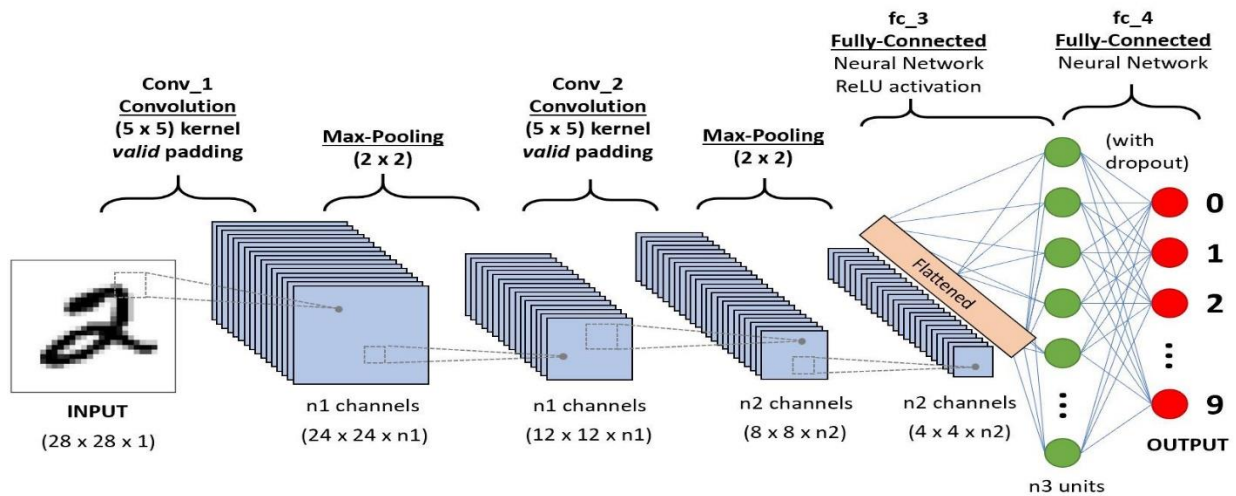 Conv_1
Convolution
(5 x 5) kernel
valid padding
Max-Pooling
(2 x 2)
Conv_2
Convolution
(5 x 5) kernel
valid padding
Max-Pooling
(2 x 2)
fc_3
Fully-Connected
Neural Network
ReLU activation
fc_4
Fully-Connected
Neural Network
(with
dropout)
Flattened
0
1
2
...
9
OUTPUT
2
INPUT
(28 x 28 x 1)
n1 channels
(24 x 24 x n1)
n1 channels
(12 x 12 x n1)
n2 channels
(8 x 8 x n2)
n2 channels
(4 x 4 x n2)
...
n3 units